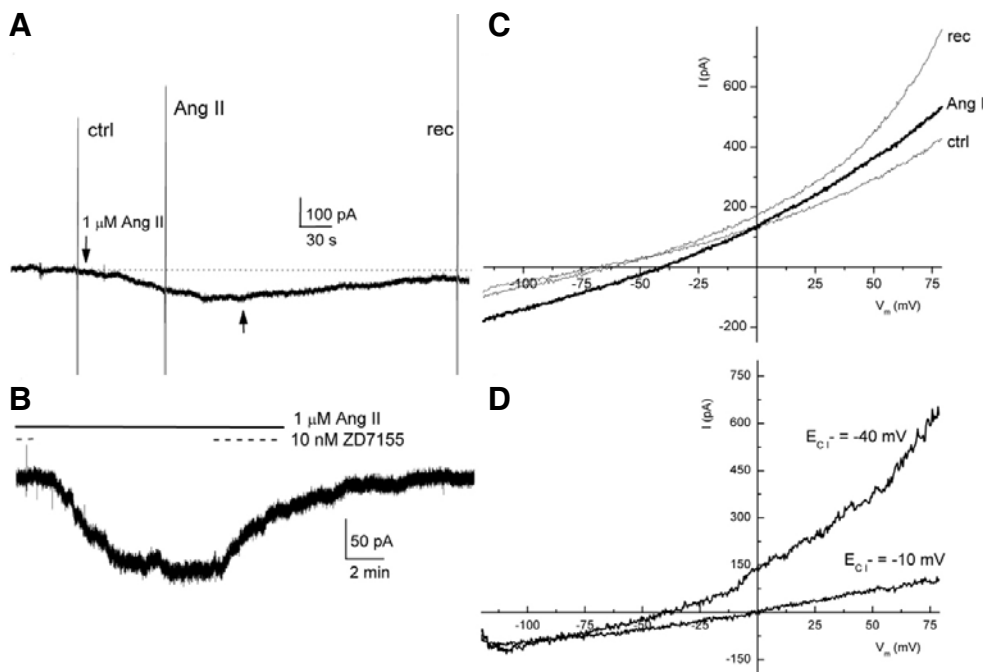 A
ctrl
Ang II
rec
1 μM Ang II
100 pA
30 s
B
1 μM Ang II
10 nM ZD7155
50 pA
2 min
C
I (pA)
600
400
200
-200
-100
-75
-50
-25
25
50
75
V_m (mV)
rec
Ang I
ctrl
D
I (pA)
750
600
450
300
150
-150
-100
-75
-50
-25
0
25
50
75
V_m (mV)
E_Cl- = -40 mV
E_Cl- = -10 mV